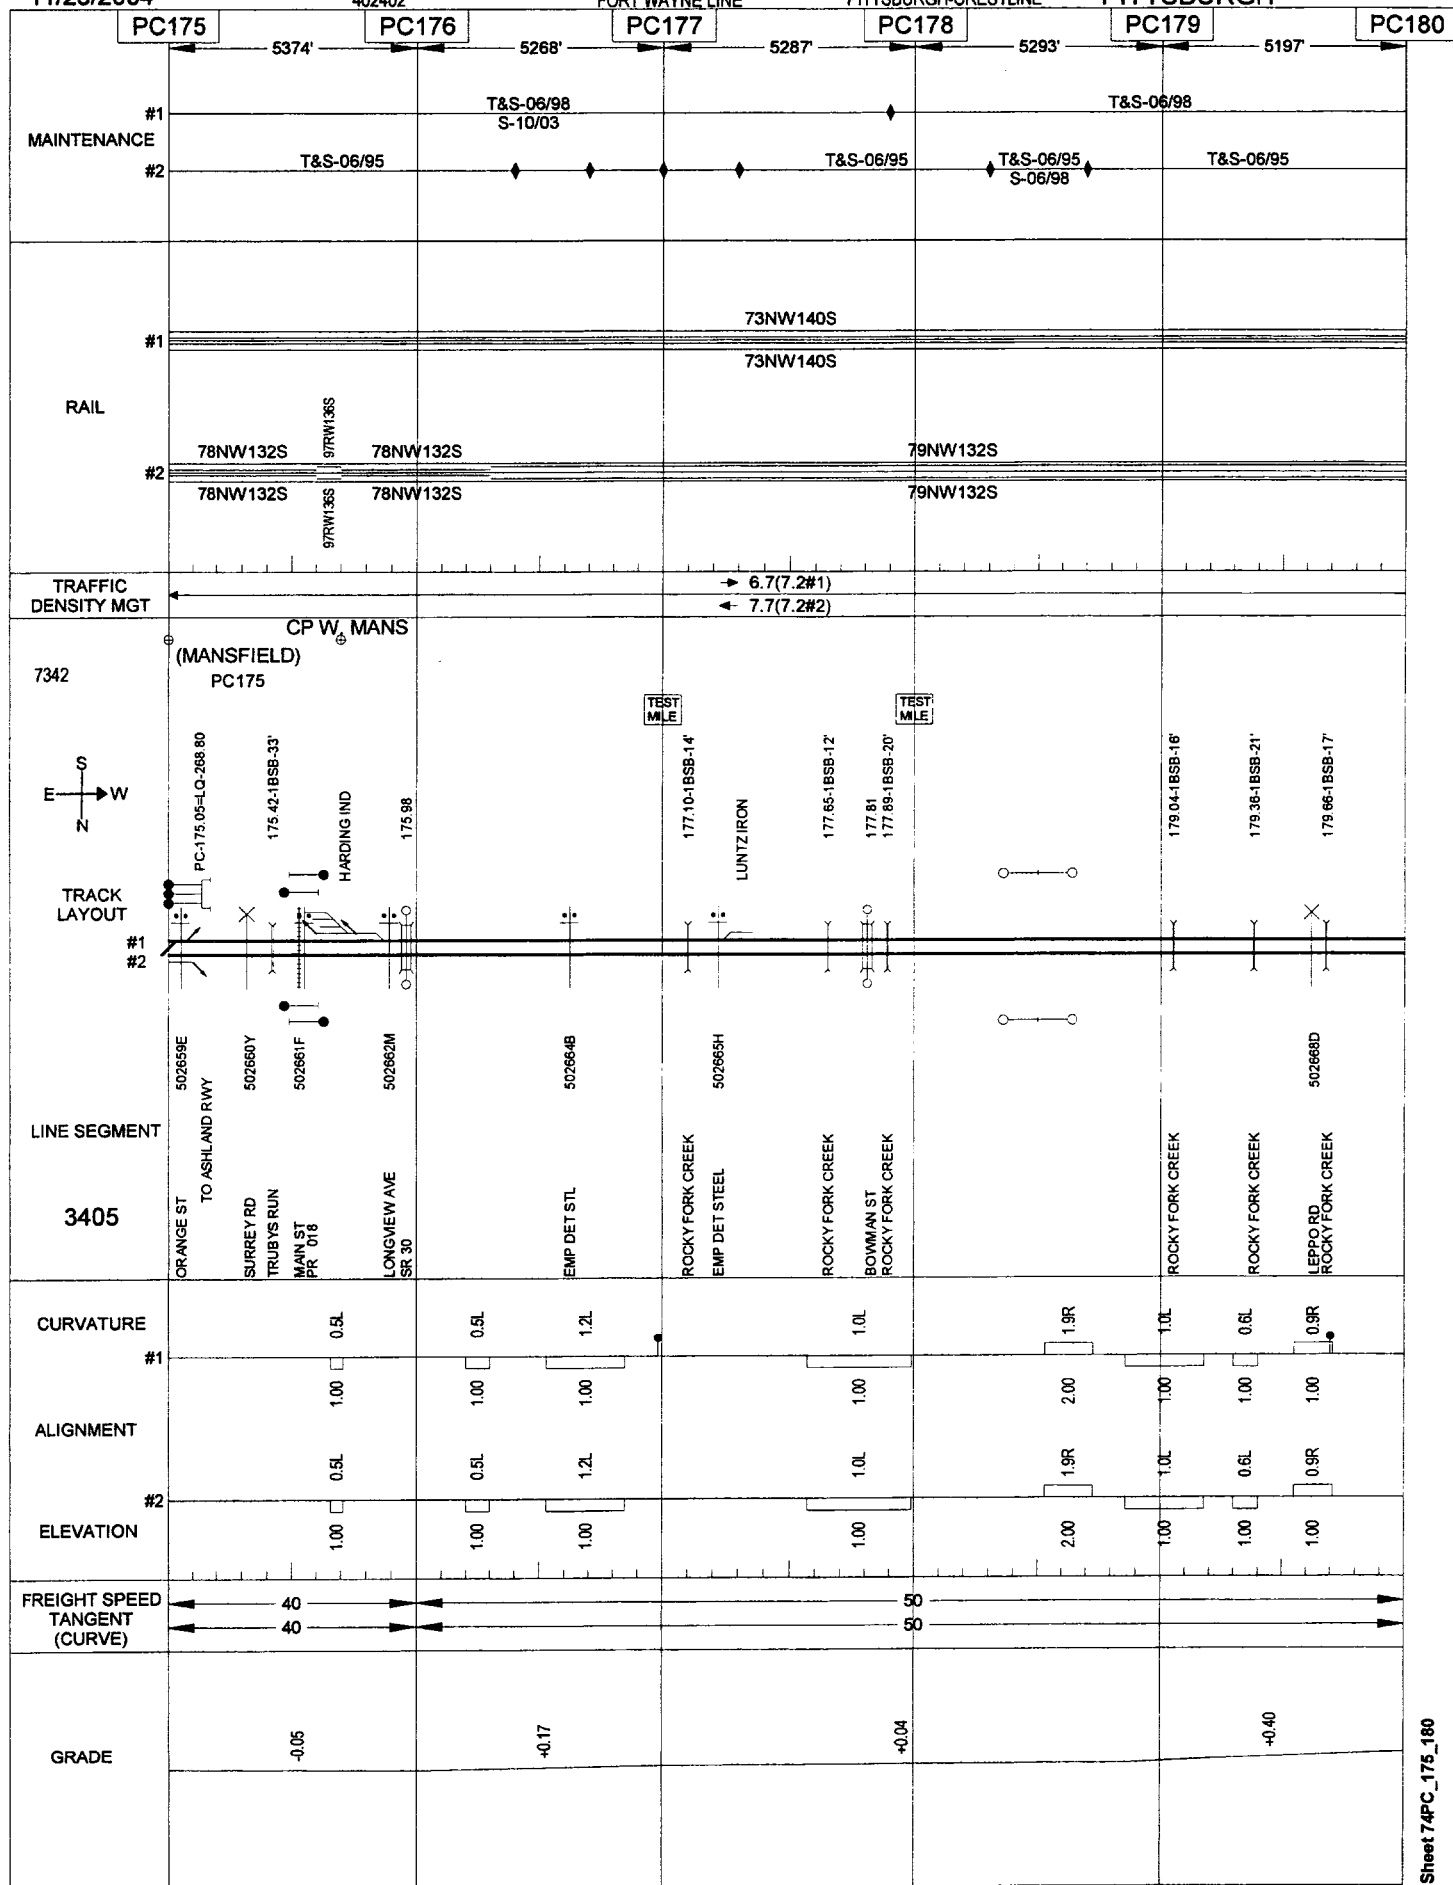 11/23/2004 402402 FORT WAYNE LINE PITTSBURGH-CRESTLINE PITTSBURGH
PC175 PC176 PC177 PC178 PC179 PC180
5374' 5268' 5287' 5293' 5197'
MAINTENANCE
#1 T&S-06/98 T&S-06/98
S-10/03
#2 T&S-06/95 T&S-06/95 T&S-06/95 T&S-06/95
S-06/98
RAIL
73NW140S
#1
73NW140S
78NW132S 97RW136S 78NW132S 79NW132S
#2
78NW132S 97RW136S 78NW132S 79NW132S
TRAFFIC
DENSITY MGT
6.7(7.2#1)
7.7(7.2#2)
CP W. MANS
(MANSFIELD)
PC175
7342
TEST
MILE
TEST
MILE
S
E W
N
PC-175.05=LQ-268.80
175.42-1BSB-33'
HARDING IND
175.98
177.10-1BSB-14'
LUNTZ IRON
177.65-1BSB-12'
177.81
177.89-1BSB-20'
179.04-1BSB-16'
179.36-1BSB-21'
179.66-1BSB-17'
TRACK
LAYOUT
#1
#2
502659E
502660Y
502661F
502662M
502664B
502665H
502668D
LINE SEGMENT
3405
ORANGE ST
TO ASHLAND RWY
SURREY RD
TRUBYS RUN
MAIN ST
PR 018
LONGVIEW AVE
SR 30
EMP DET STL
ROCKY FORK CREEK
EMP DET STEEL
ROCKY FORK CREEK
BOWMAN ST
ROCKY FORK CREEK
ROCKY FORK CREEK
ROCKY FORK CREEK
LEPPO RD
ROCKY FORK CREEK
CURVATURE
0.5L 0.5L 1.2L 1.0L 1.9R 1.0L 0.6L 0.9R
#1
1.00 1.00 1.00 1.00 2.00 1.00 1.00 1.00
ALIGNMENT
0.5L 0.5L 1.2L 1.0L 1.9R 1.0L 0.6L 0.9R
#2
ELEVATION
1.00 1.00 1.00 1.00 2.00 1.00 1.00 1.00
FREIGHT SPEED
TANGENT
(CURVE)
40 50
40 50
GRADE
-0.05 +0.17 +0.04 +0.40
Sheet 74PC_175_180